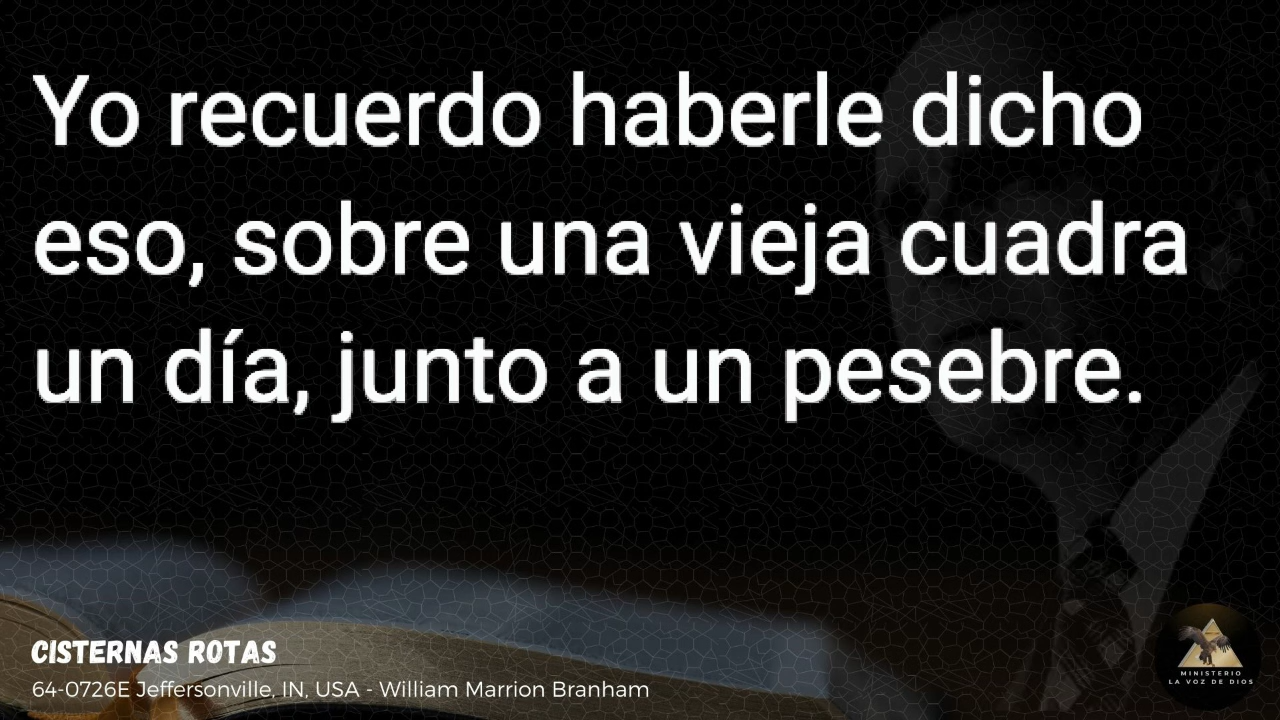 Yo recuerdo haberle dicho
eso, sobre una vieja cuadra
un día, junto a un pesebre.
CISTERNAS ROTAS
64-0726E Jeffersonville, IN, USA - William Marrion Branham
MINISTERIO
LA VOZ DE DIOS